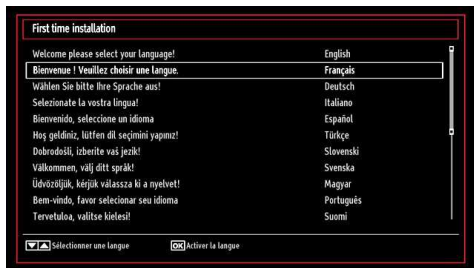 First time installation
Welcome please select your language! English
Bienvenue ! Veuillez choisir une langue. Français
Wählen Sie bitte Ihre Sprache aus! Deutsch
Selezionate la vostra lingua! Italiano
Bienvenido, seleccione un idioma Español
Hoş geldiniz, lütfen dil seçimini yapınız! Türkçe
Dobrodošli, izberite vaš jezik! Slovenski
Välkommen, välj ditt språk! Svenska
Üdvözöljük, kérjük válassza ki a nyelvet! Magyar
Bem-vindo, favor selecionar seu idioma Português
Tervetuloa, valitse kielesi! Suomi
Sélectionner une langue OK Activer la langue